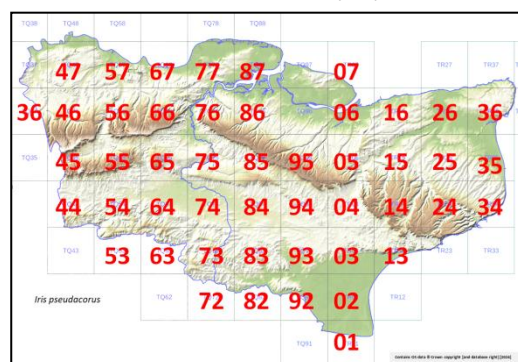 TQ38 TQ48 TQ58 TQ78 TQ88
47 57 67 77 87 07 TR27 TR37
36 46 56 66 76 86 06 16 26 36
TQ35 45 55 65 75 85 95 05 15 25 35
44 54 64 74 84 94 04 14 24 34
TQ43 53 63 73 83 93 03 13 TR23 TR33
Iris pseudacorus TQ62 72 82 92 02 TR12
TQ91 01
Contains OS data © Crown copyright [and database right] [2024]